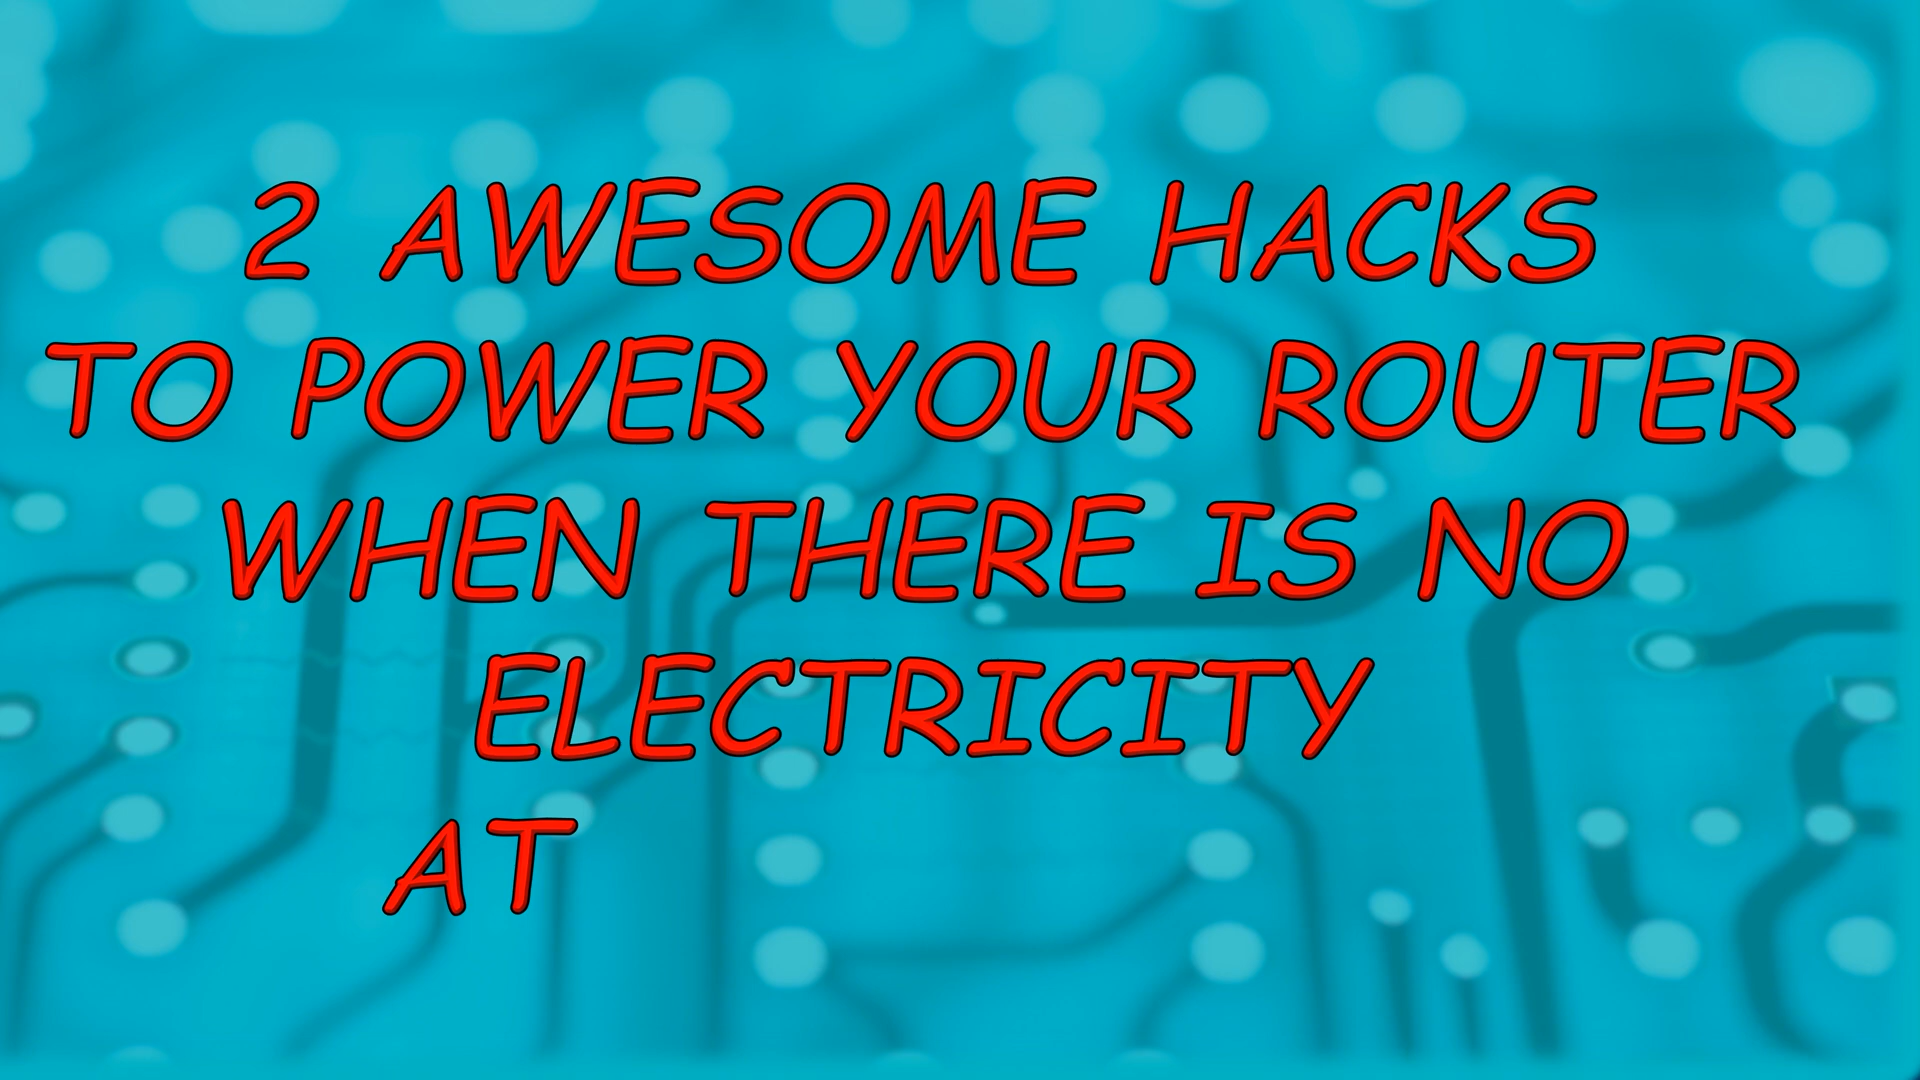 2 AWESOME HACKS
TO POWER YOUR ROUTER
WHEN THERE IS NO
ELECTRICITY
AT